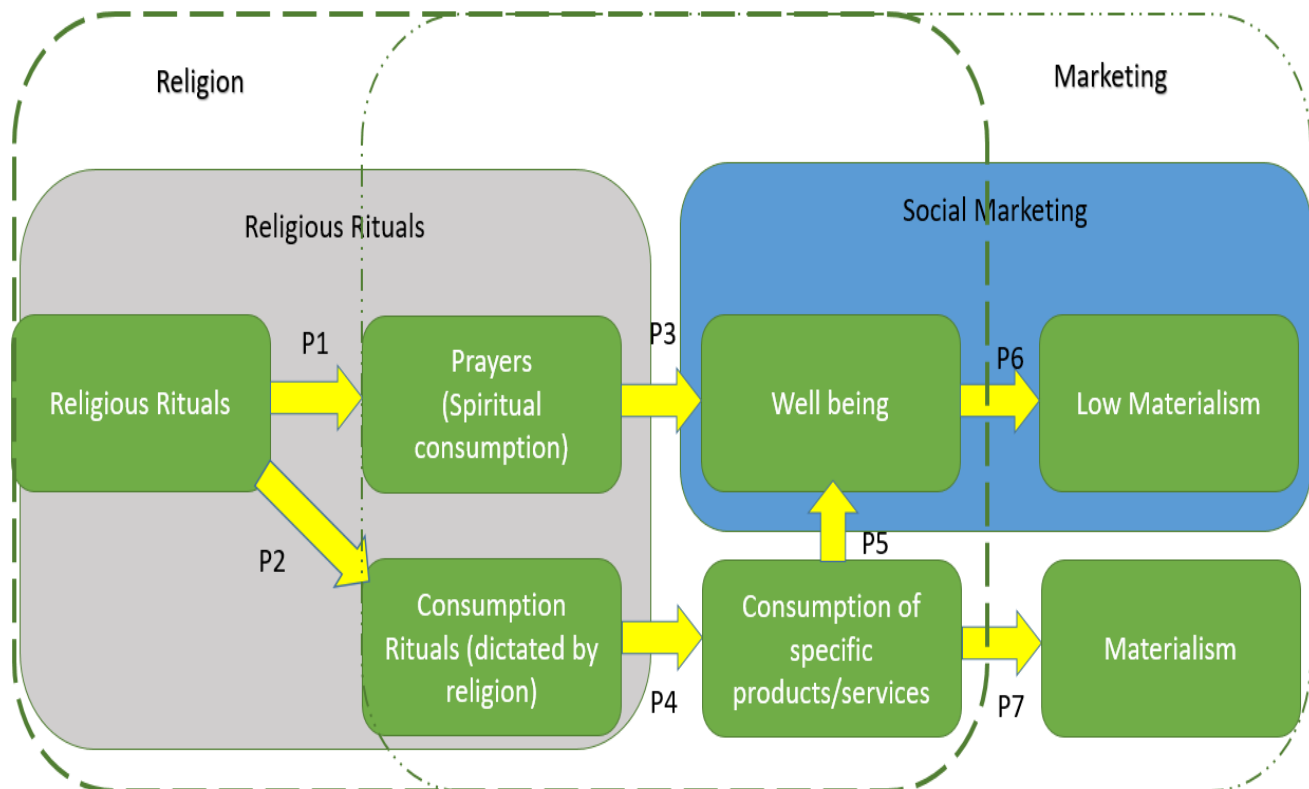 Religion
Marketing
Religious Rituals
Social Marketing
Religious Rituals
P1
Prayers
(Spiritual
consumption)
P3
Well being
P6
Low Materialism
P2
Consumption
Rituals (dictated by
religion)
P4
Consumption of
specific
products/services
P5
P7
Materialism